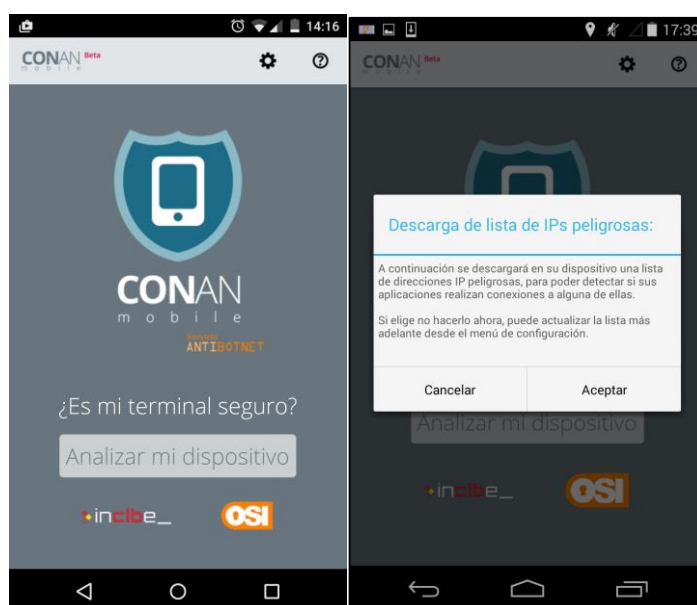 14:16
CONAN Beta
mobile
CONAN
mobile
Servicio
ANTIBOTNET
¿Es mi terminal seguro?
Analizar mi dispositivo
incibe_
OSI
17:39
CONAN Beta
mobile
Descarga de lista de IPs peligrosas:
A continuación se descargará en su dispositivo una lista
de direcciones IP peligrosas, para poder detectar si sus
aplicaciones realizan conexiones a alguna de ellas.
Si elige no hacerlo ahora, puede actualizar la lista más
adelante desde el menú de configuración.
Cancelar Aceptar
Analizar mi dispositivo
incibe_
OSI